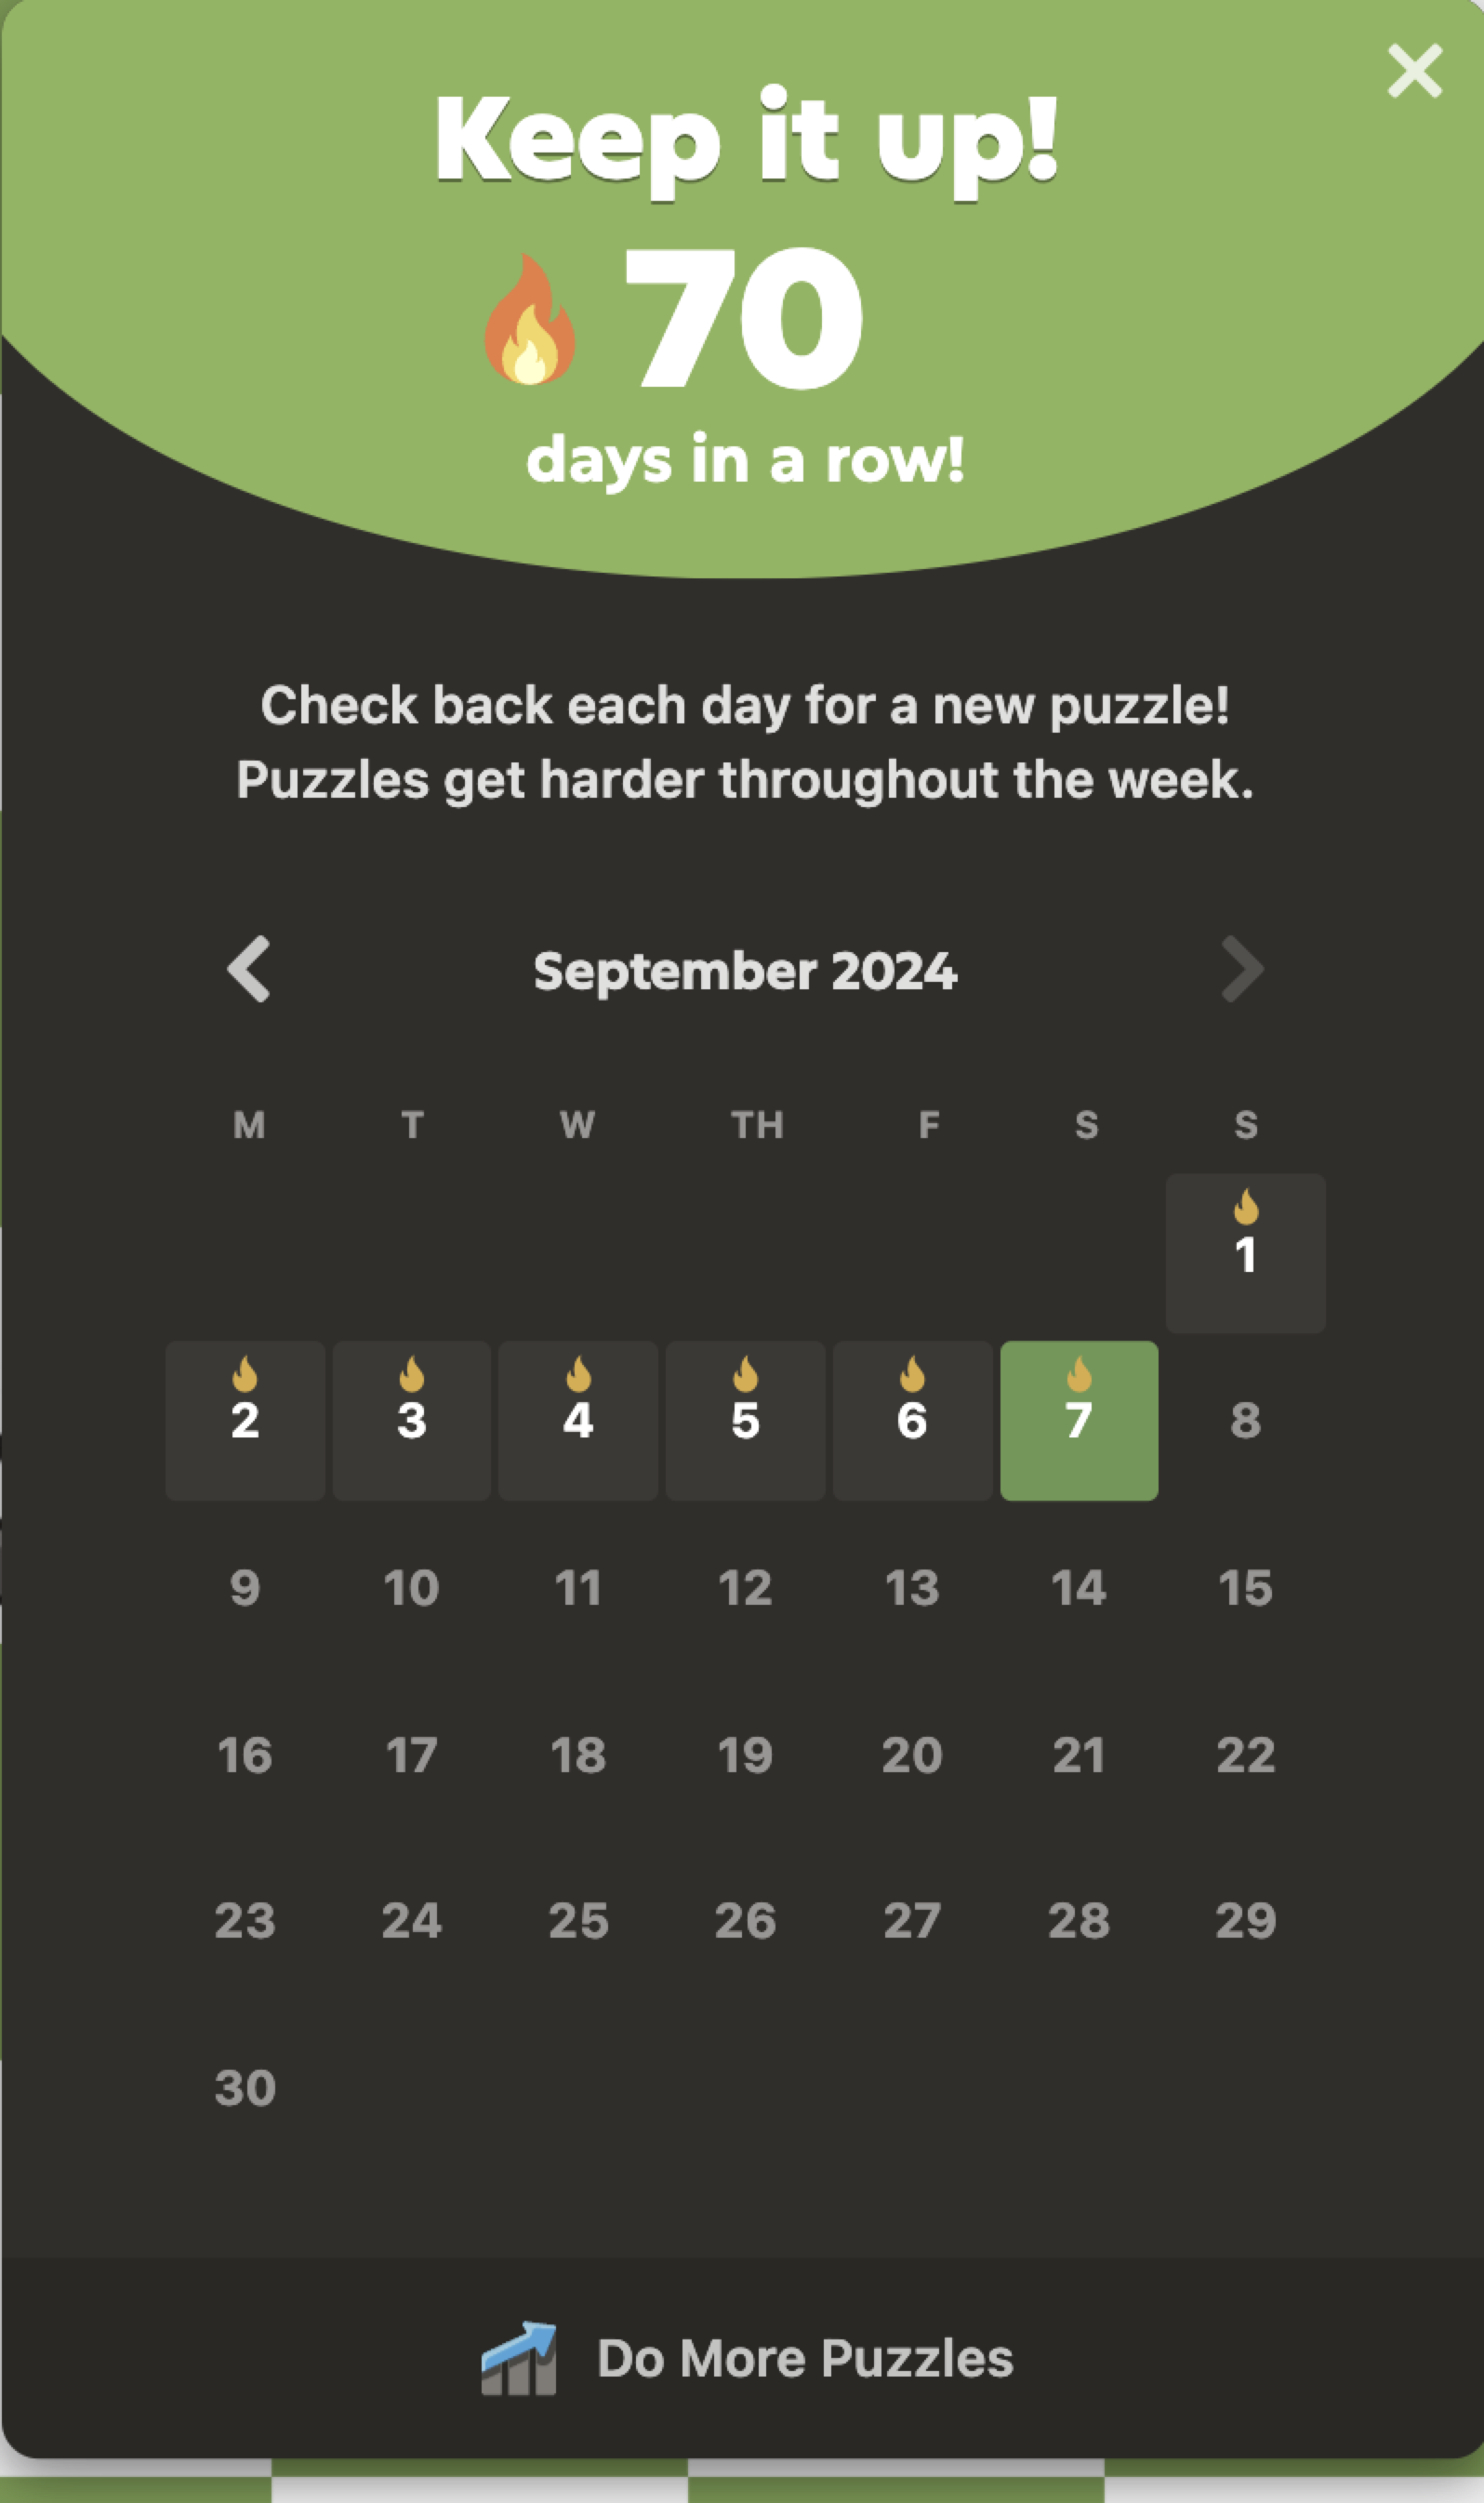 Keep it up!
70
days in a row!
Check back each day for a new puzzle!
Puzzles get harder throughout the week.
September 2024
M T W TH F S S
1
2 3 4 5 6 7 8
9 10 11 12 13 14 15
16 17 18 19 20 21 22
23 24 25 26 27 28 29
30
Do More Puzzles